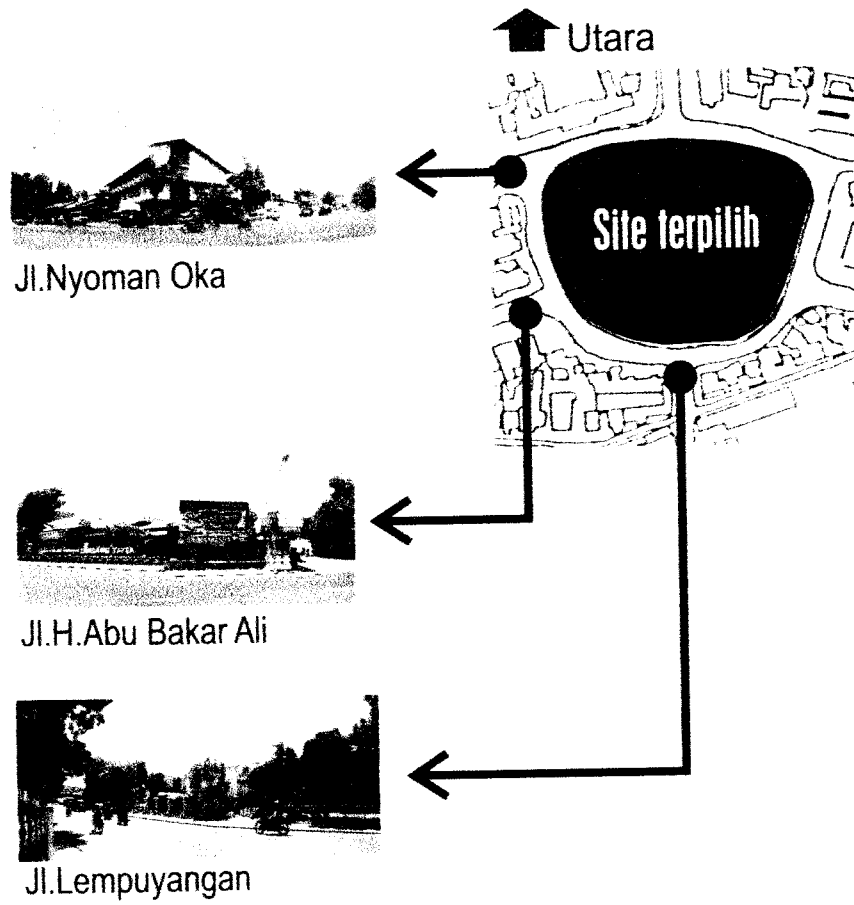 Utara
Site terpilih
Jl.Nyoman Oka
Jl.H.Abu Bakar Ali
Jl.Lempuyangan